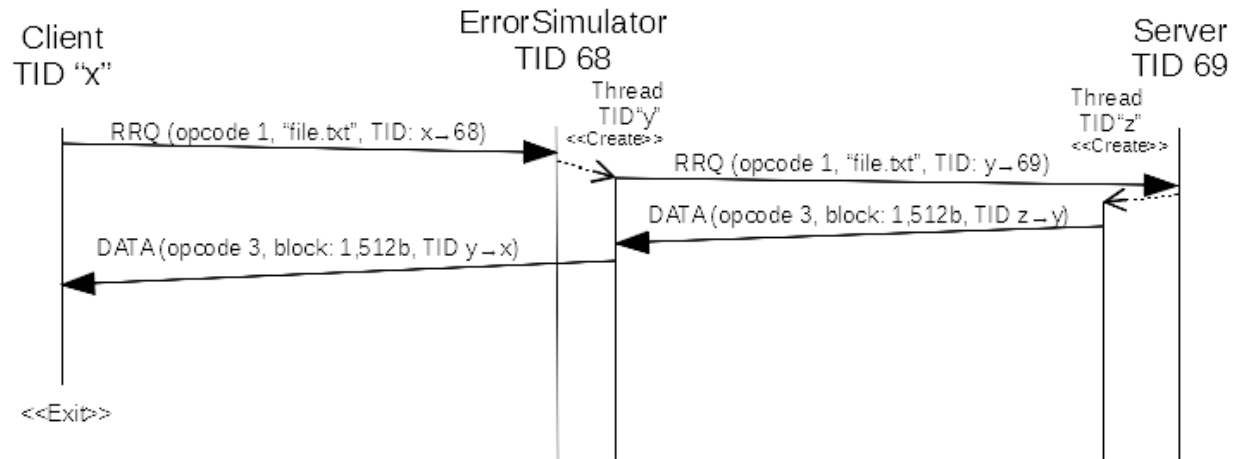 Client
TID “x”
ErrorSimulator
TID 68
Server
TID 69
Thread
TID“y”
<<Create>>
Thread
TID“z”
<<Create>>
RRQ (opcode 1, “file.txt”, TID: x→68)
RRQ (opcode 1, “file.txt”, TID: y→69)
DATA (opcode 3, block: 1,512b, TID z→y)
DATA (opcode 3, block: 1,512b, TID y→x)
<<Exit>>